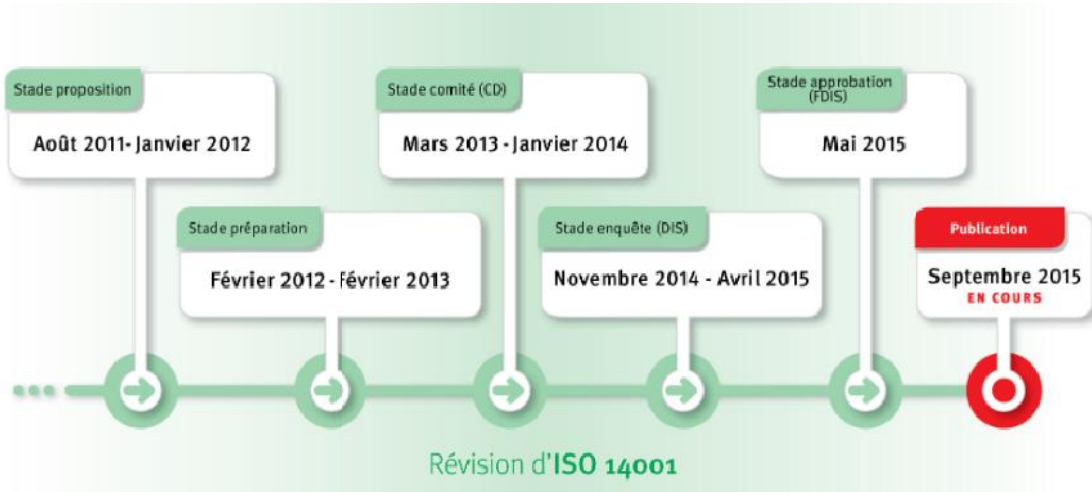 Stade proposition
Août 2011- Janvier 2012
Stade préparation
Février 2012 - Février 2013
Stade comité (CD)
Mars 2013 - Janvier 2014
Stade enquête (DIS)
Novembre 2014 - Avril 2015
Stade approbation
(FDIS)
Mai 2015
Publication
Septembre 2015
EN COURS
Révision d'ISO 14001